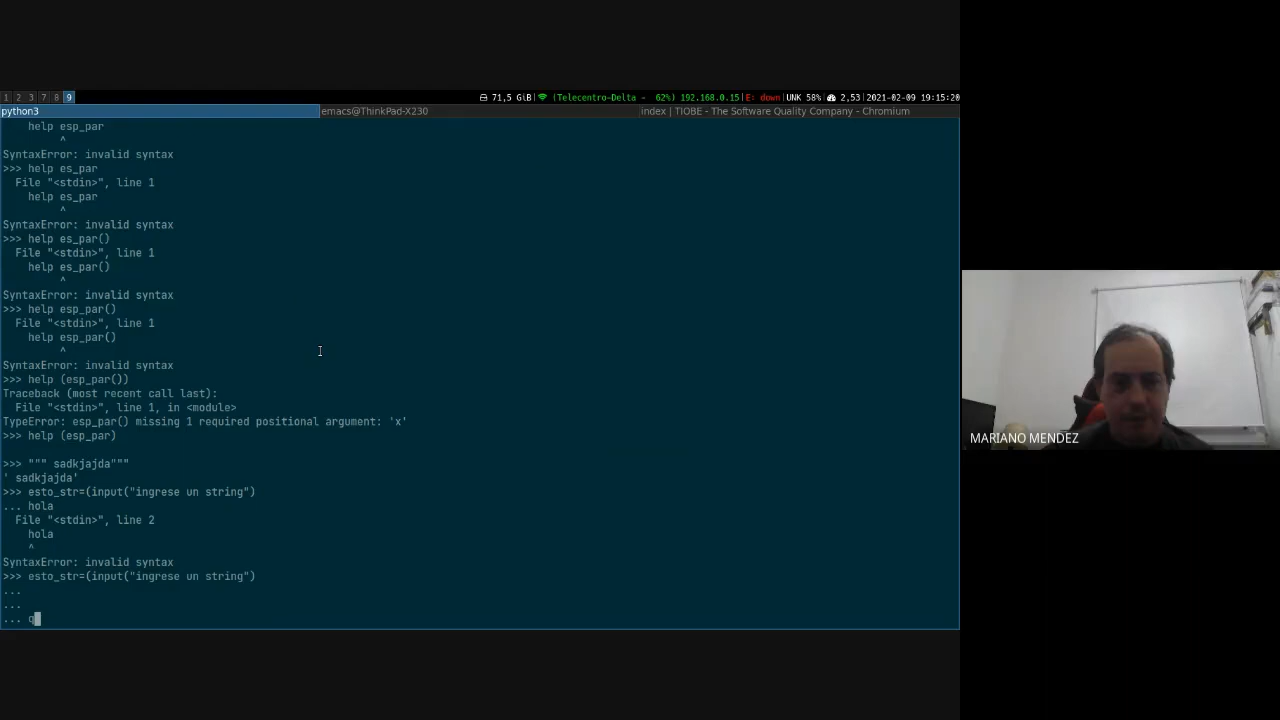 1 2 3 7 8 9
71,5 GiB| (Telecentro-Delta - 62%) 192.168.0.15|E: down|UNK 58%| 2,53|2021-02-09 19:15:20
python3
emacs@ThinkPad-X230
index | TIOBE - The Software Quality Company - Chromium
help esp_par
^
SyntaxError: invalid syntax
>>> help es_par
File "<stdin>", line 1
help es_par
^
SyntaxError: invalid syntax
>>> help es_par()
File "<stdin>", line 1
help es_par()
^
SyntaxError: invalid syntax
>>> help esp_par()
File "<stdin>", line 1
help esp_par()
^
SyntaxError: invalid syntax
>>> help (esp_par())
Traceback (most recent call last):
File "<stdin>", line 1, in <module>
TypeError: esp_par() missing 1 required positional argument: 'x'
>>> help (esp_par)
>>> """ sadkjajda"""
' sadkjajda'
>>> esto_str=(input("ingrese un string")
... hola
File "<stdin>", line 2
hola
^
SyntaxError: invalid syntax
>>> esto_str=(input("ingrese un string")
...
...
... q
MARIANO MENDEZ